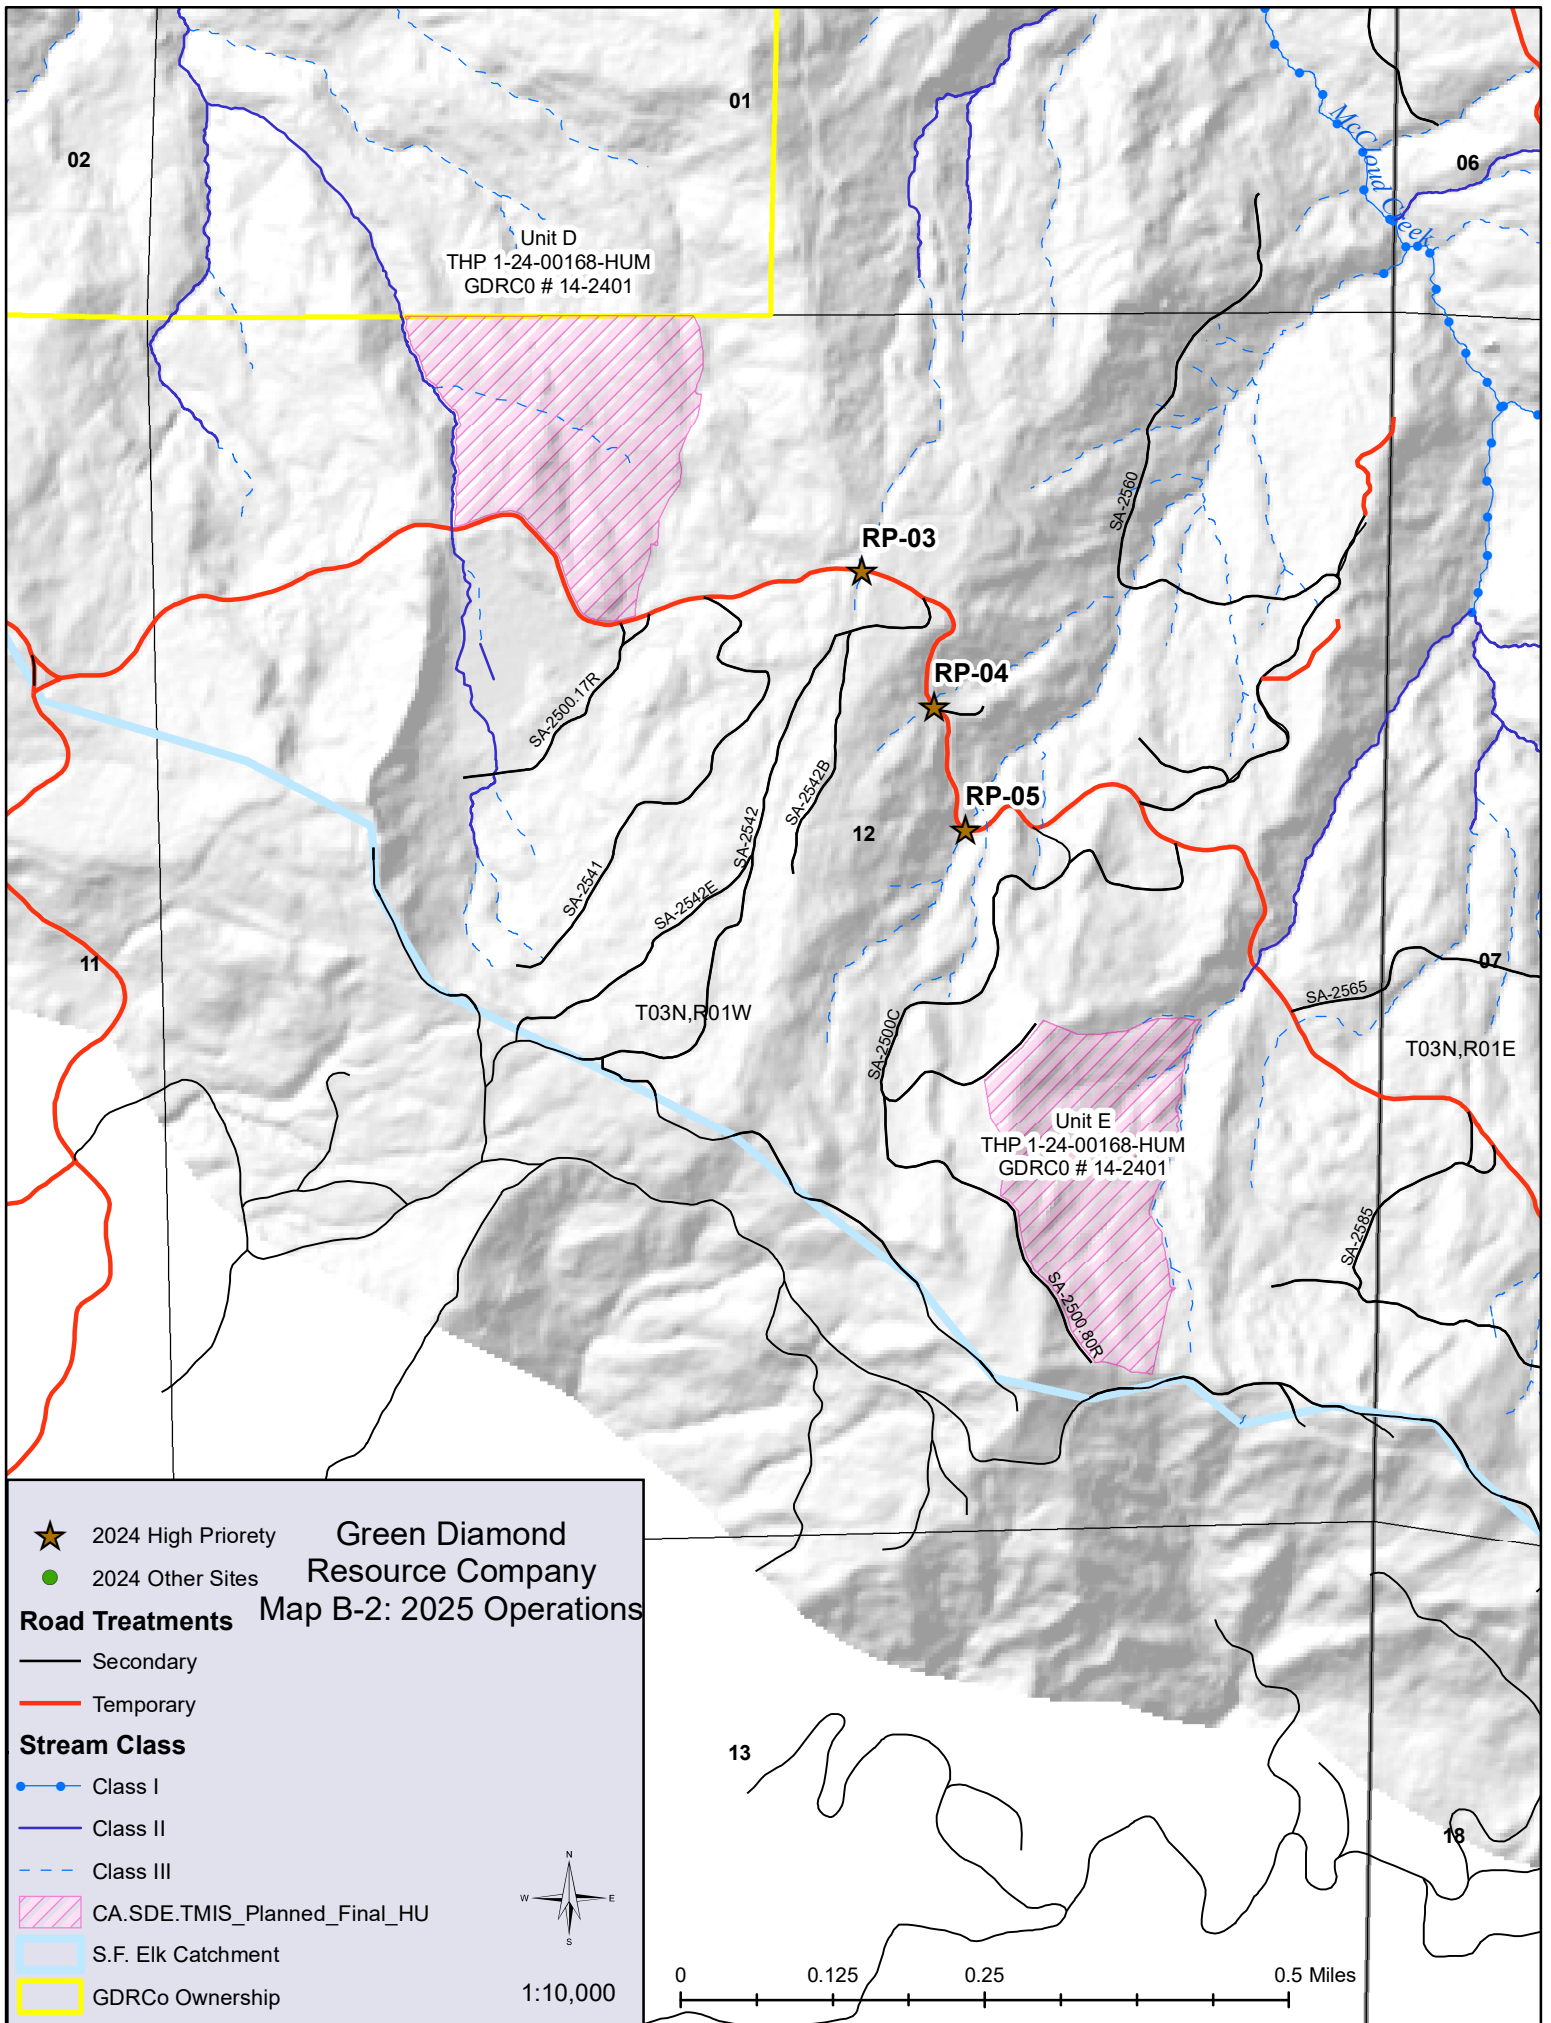 01
02
McCloud Creek
06
Unit D
THP 1-24-00168-HUM
GDRC0 # 14-2401
SA-2560
RP-03
RP-04
SA-2500.17R
RP-05
SA-2542B
12
SA-2542
SA-2541
SA-2542E
11
07
SA-2565
T03N,R01W
SA-2500C
T03N,R01E
Unit E
THP 1-24-00168-HUM
GDRC0 # 14-2401
SA-2585
SA-2500.80R
2024 High Priorety
2024 Other Sites
Green Diamond
Resource Company
Map B-2: 2025 Operations
Road Treatments
Secondary
Temporary
Stream Class
Class I
Class II
Class III
CA.SDE.TMIS_Planned_Final_HU
S.F. Elk Catchment
GDRCo Ownership
N
W E
S
1:10,000
13
18
0 0.125 0.25 0.5 Miles